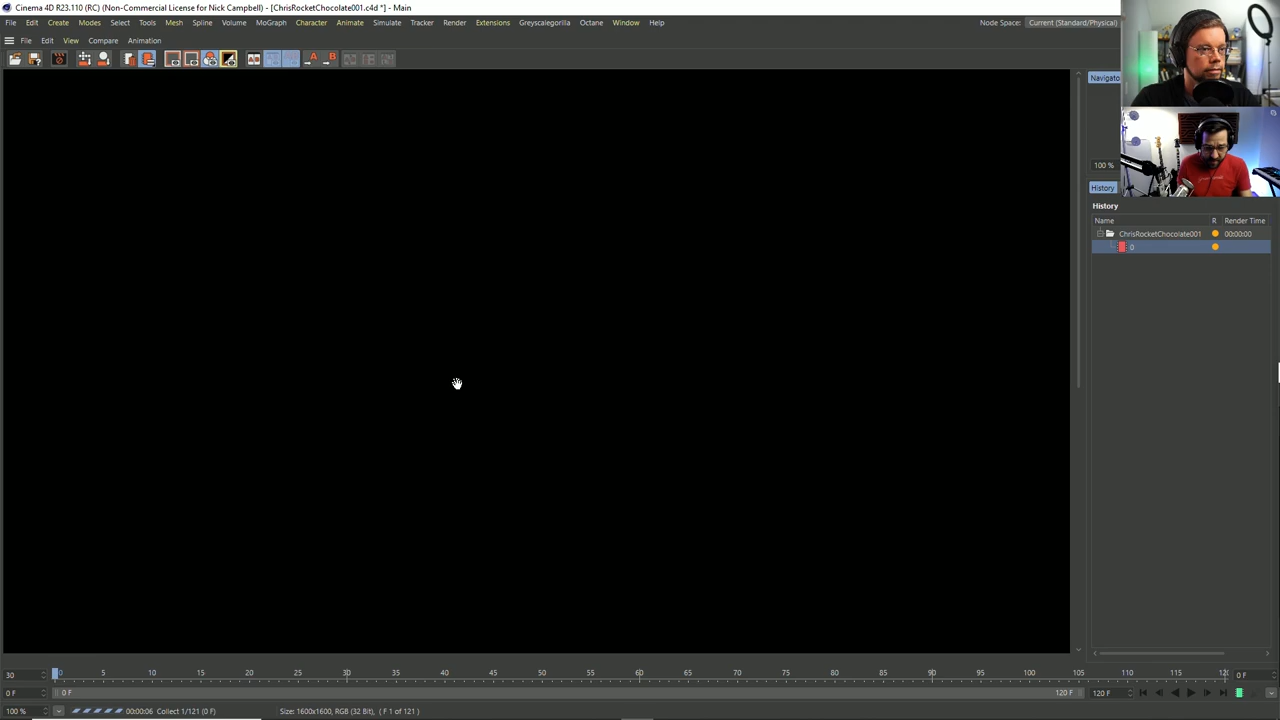 Cinema 4D R23.110 (RC) (Non-Commercial License for Nick Campbell) - [ChrisRocketChocolate001.c4d *] - Main
File Edit Create Modes Select Tools Mesh Spline Volume MoGraph Character Animate Simulate Tracker Render Extensions Greyscalegorilla Octane Window Help Node Space: Current (Standard/Physical)
File Edit View Compare Animation
A B
Navigato
100 %
History
History
Name R Render Time
ChrisRocketChocolate001 00:00:00
0
30 0 5 10 15 20 25 30 35 40 45 50 55 60 65 70 75 80 85 90 95 100 105 110 115 0 F
0 F 0 F 120 F 120 F
100 % 00:00:06 Collect 1/121 (0 F) Size: 1600x1600, RGB (32 Bit), ( F 1 of 121 )